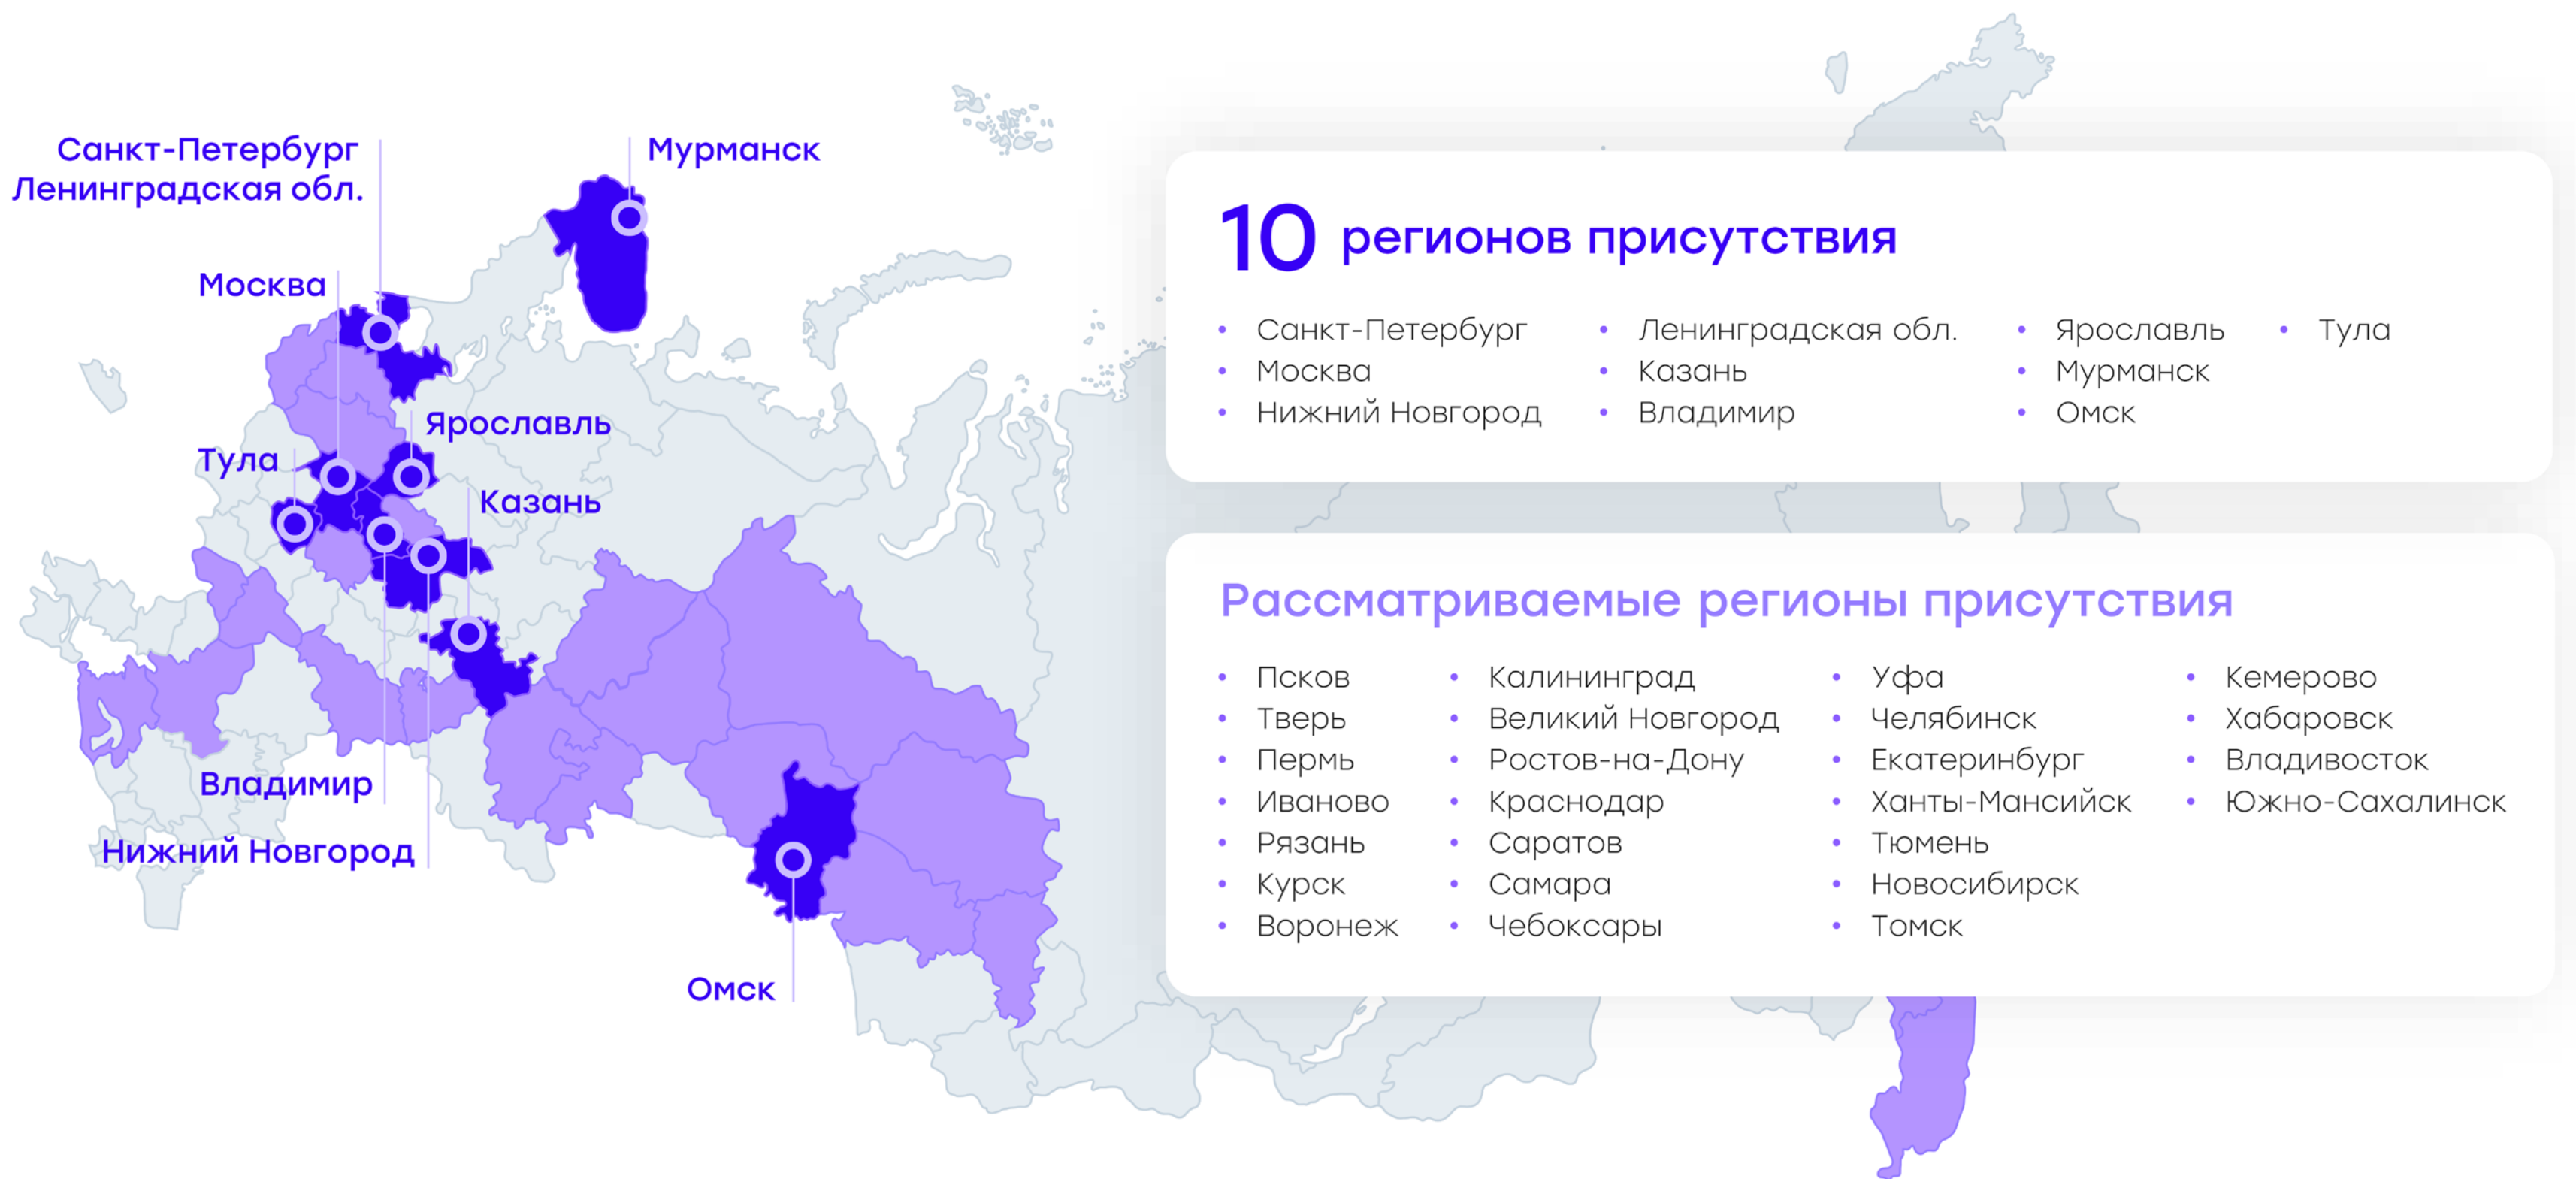 Санкт-Петербург
Ленинградская обл.
Мурманск
Москва
Ярославль
Тула
Казань
Владимир
Нижний Новгород
Омск
10 регионов присутствия
• Санкт-Петербург
• Москва
• Нижний Новгород
• Ленинградская обл.
• Казань
• Владимир
• Ярославль
• Мурманск
• Омск
• Тула
Рассматриваемые регионы присутствия
• Псков
• Тверь
• Пермь
• Иваново
• Рязань
• Курск
• Воронеж
• Калининград
• Великий Новгород
• Ростов-на-Дону
• Краснодар
• Саратов
• Самара
• Чебоксары
• Уфа
• Челябинск
• Екатеринбург
• Ханты-Мансийск
• Тюмень
• Новосибирск
• Томск
• Кемерово
• Хабаровск
• Владивосток
• Южно-Сахалинск